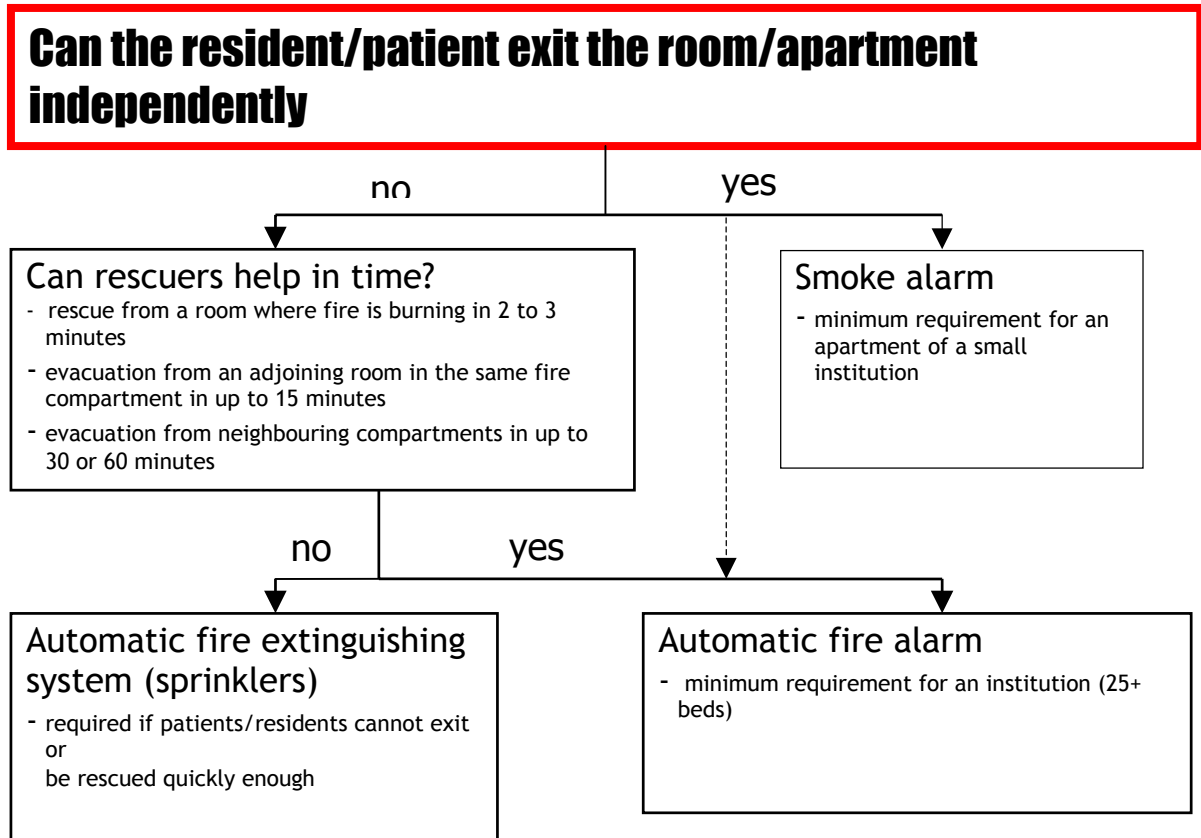 Can the resident/patient exit the room/apartment
independently
no
yes
Can rescuers help in time?
- rescue from a room where fire is burning in 2 to 3
minutes
- evacuation from an adjoining room in the same fire
compartment in up to 15 minutes
- evacuation from neighbouring compartments in up to
30 or 60 minutes
Smoke alarm
- minimum requirement for an
apartment of a small
institution
no
yes
Automatic fire extinguishing
system (sprinklers)
- required if patients/residents cannot exit
or
be rescued quickly enough
Automatic fire alarm
- minimum requirement for an institution (25+
beds)